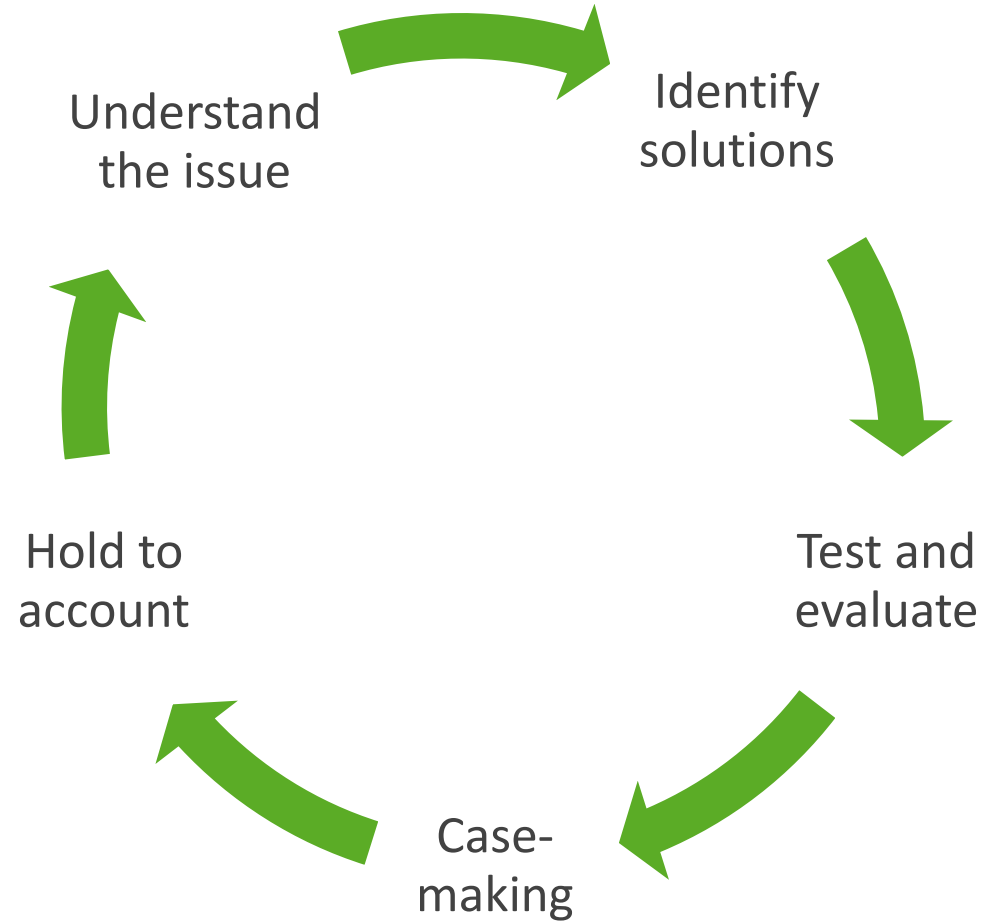 Understand
the issue
Identify
solutions
Test and
evaluate
Case-
making
Hold to
account